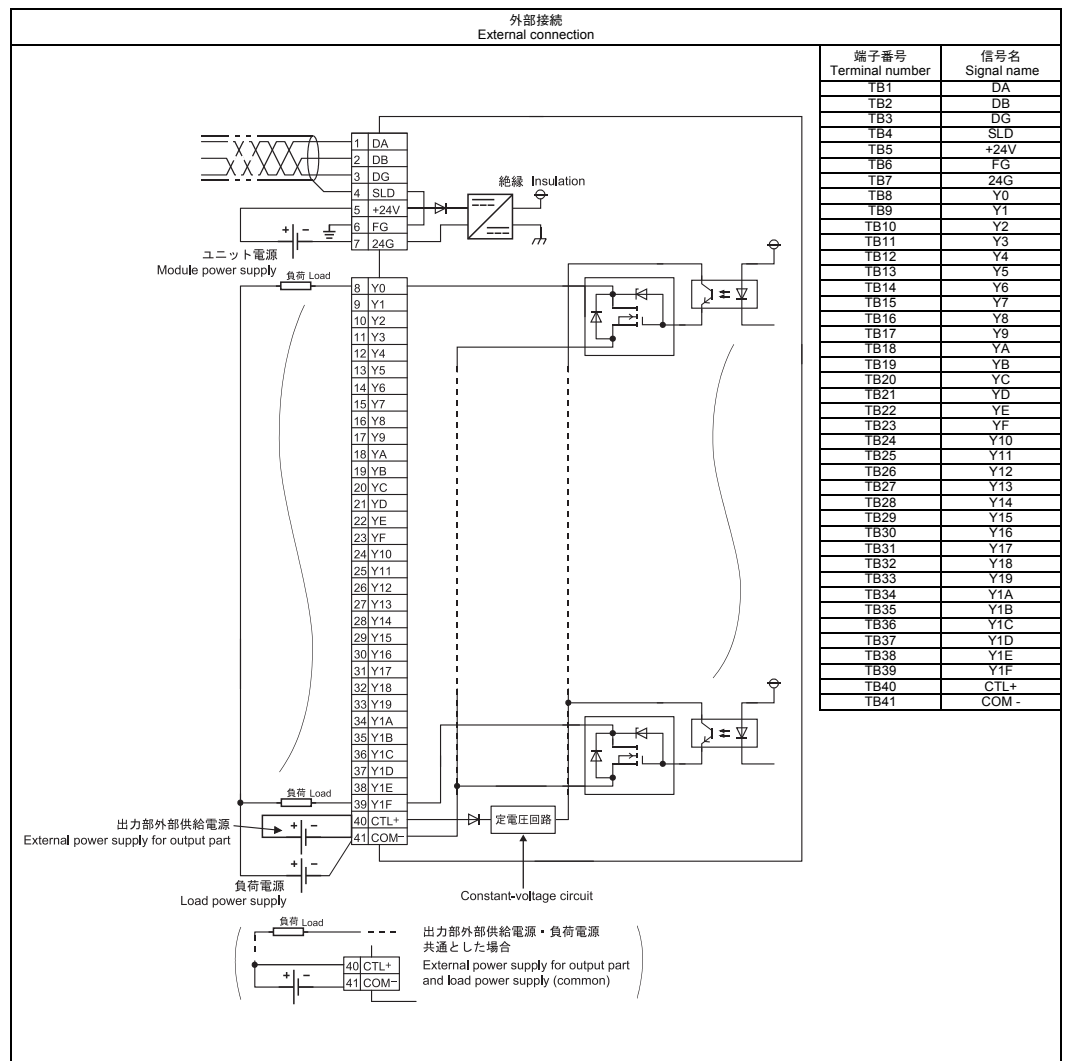 外部接続
External connection
端子番号 信号名
Terminal number Signal name
TB1 DA
TB2 DB
TB3 DG
TB4 SLD
TB5 +24V
TB6 FG
TB7 24G
TB8 Y0
TB9 Y1
TB10 Y2
TB11 Y3
TB12 Y4
TB13 Y5
TB14 Y6
TB15 Y7
TB16 Y8
TB17 Y9
TB18 YA
TB19 YB
TB20 YC
TB21 YD
TB22 YE
TB23 YF
TB24 Y10
TB25 Y11
TB26 Y12
TB27 Y13
TB28 Y14
TB29 Y15
TB30 Y16
TB31 Y17
TB32 Y18
TB33 Y19
TB34 Y1A
TB35 Y1B
TB36 Y1C
TB37 Y1D
TB38 Y1E
TB39 Y1F
TB40 CTL+
TB41 COM -
1 DA
2 DB
3 DG
4 SLD
5 +24V
6 FG
7 24G
絶縁 Insulation
+ −
ユニット電源
Module power supply
負荷 Load
8 Y0
9 Y1
10 Y2
11 Y3
12 Y4
13 Y5
14 Y6
15 Y7
16 Y8
17 Y9
18 YA
19 YB
20 YC
21 YD
22 YE
23 YF
24 Y10
25 Y11
26 Y12
27 Y13
28 Y14
29 Y15
30 Y16
31 Y17
32 Y18
33 Y19
34 Y1A
35 Y1B
36 Y1C
37 Y1D
38 Y1E
39 Y1F
40 CTL+
41 COM−
負荷 Load
出力部外部供給電源
External power supply for output part
+ −
+ −
負荷電源
Load power supply
定電圧回路
Constant-voltage circuit
負荷 Load
40 CTL+
41 COM−
+ −
出力部外部供給電源・負荷電源
共通とした場合
External power supply for output part
and load power supply (common)